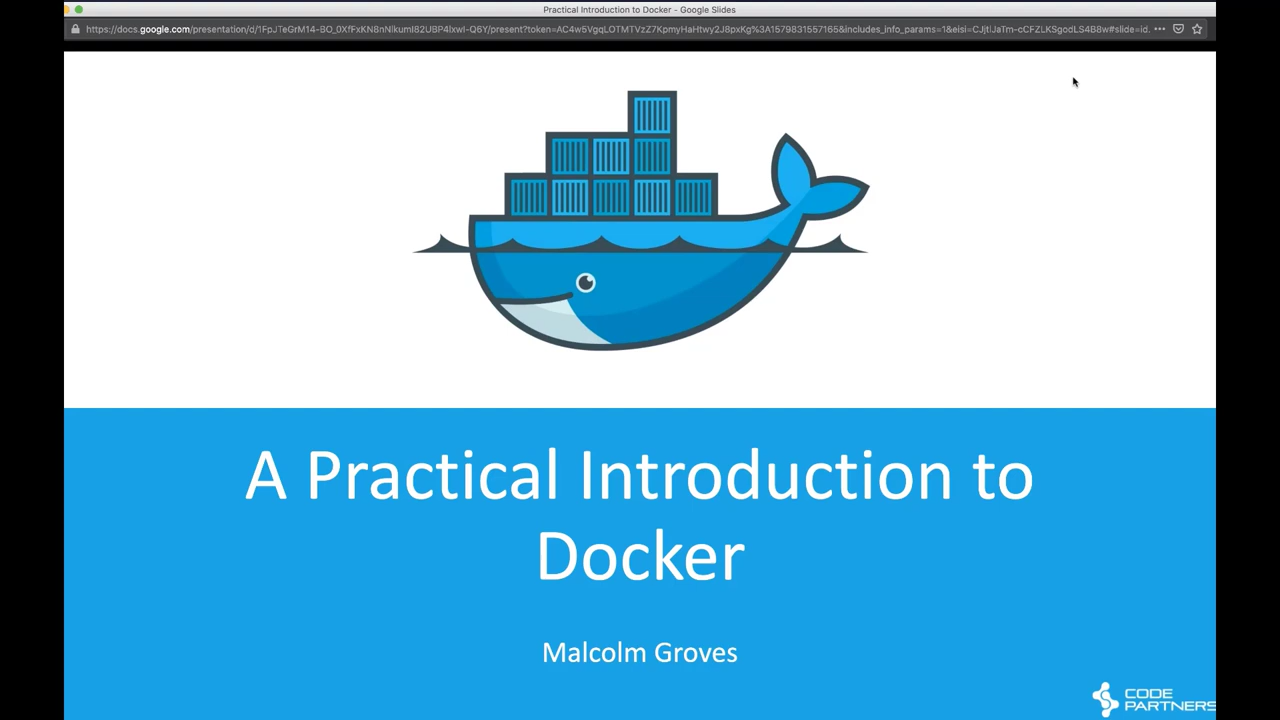 Practical Introduction to Docker - Google Slides
A Practical Introduction to
Docker
Malcolm Groves
CODE
PARTNERS